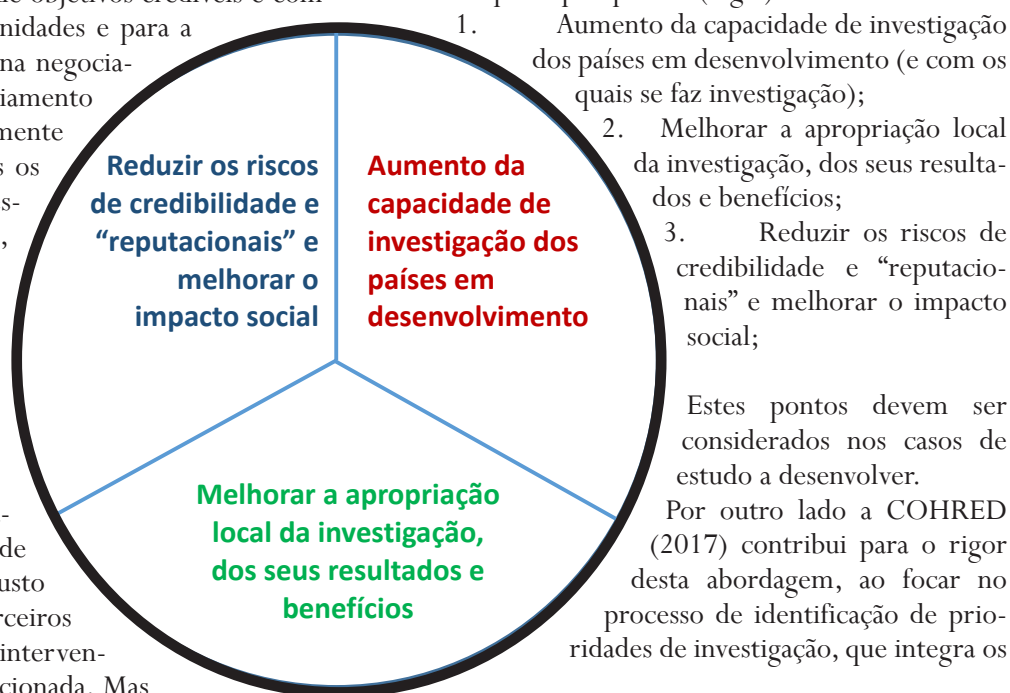 de objetivos credíveis e com
nidades e para a
na negocia-
iamento
mente
s os
es-
,
-
de
usto
rceiros
interven-
cionada. Mas
Reduzir os riscos
de credibilidade e
“reputacionais” e
melhorar o
impacto social
Aumento da
capacidade de
investigação dos
países em
desenvolvimento
Melhorar a apropriação
local da investigação,
dos seus resultados e
benefícios
1. Aumento da capacidade de investigação
dos países em desenvolvimento (e com os
quais se faz investigação);
2. Melhorar a apropriação local
da investigação, dos seus resulta-
dos e benefícios;
3. Reduzir os riscos de
credibilidade e “reputacio-
nais” e melhorar o impacto
social;
Estes pontos devem ser
considerados nos casos de
estudo a desenvolver.
Por outro lado a COHRED
(2017) contribui para o rigor
desta abordagem, ao focar no
processo de identificação de prio-
ridades de investigação, que integra os